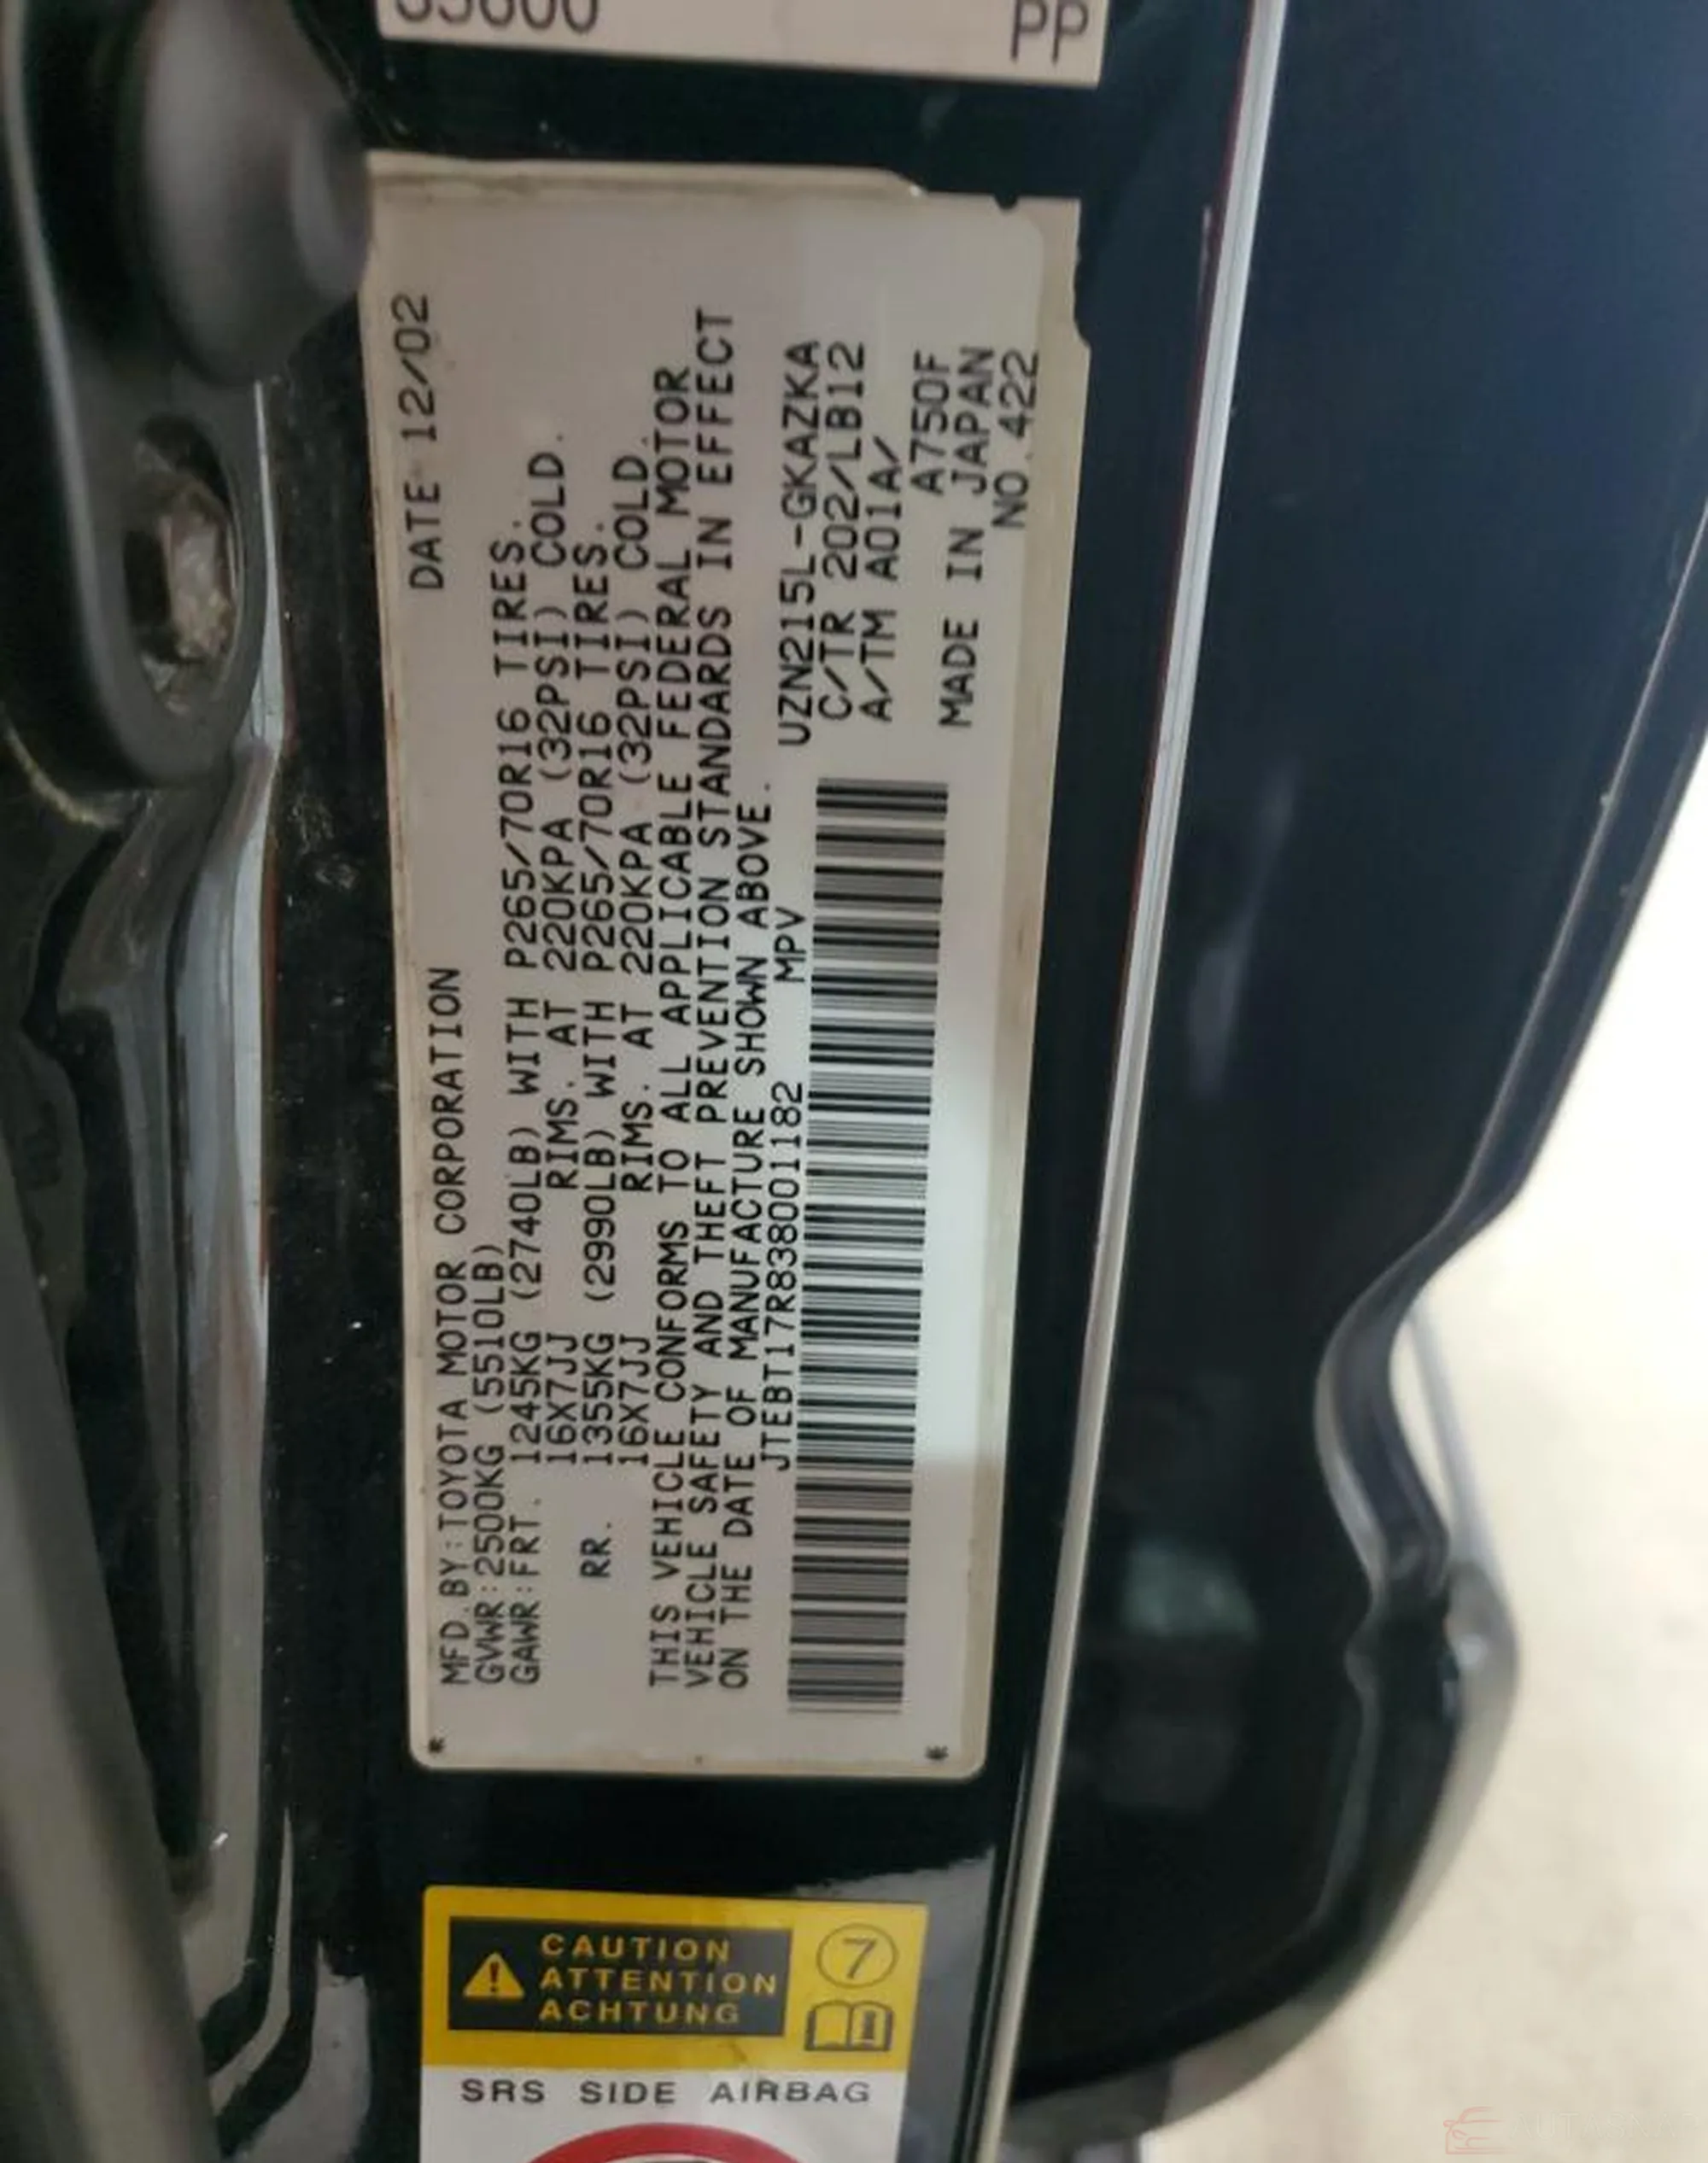 PP
DATE 12/02
MFD.BY:TOYOTA MOTOR CORPORATION
GVWR:2500KG (5510LB)
GAWR:FRT. 1245KG (2740LB) WITH P265/70R16 TIRES.
16X7JJ RIMS. AT 220KPA (32PSI) COLD.
RR. 1355KG (2990LB) WITH P265/70R16 TIRES.
16X7JJ RIMS. AT 220KPA (32PSI) COLD.
THIS VEHICLE CONFORMS TO ALL APPLICABLE FEDERAL MOTOR
VEHICLE SAFETY AND THEFT PREVENTION STANDARDS IN EFFECT
ON THE DATE OF MANUFACTURE SHOWN ABOVE.
JTEBT17R838001182 MPV
UZN215L-GKAZKA
C/TR 202/LB12
A/TM A01A/
A750F
MADE IN JAPAN
NO.422
* *
CAUTION
ATTENTION
ACHTUNG
7
SRS SIDE AIRBAG